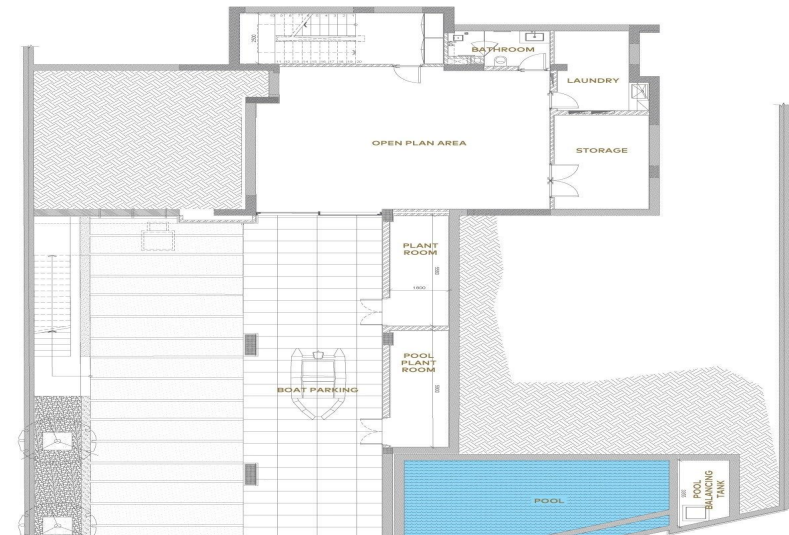 BATHROOM
LAUNDRY
OPEN PLAN AREA
STORAGE
PLANT
ROOM
1800
POOL
PLANT
ROOM
BOAT PARKING
POOL
POOL
BALANCING
TANK